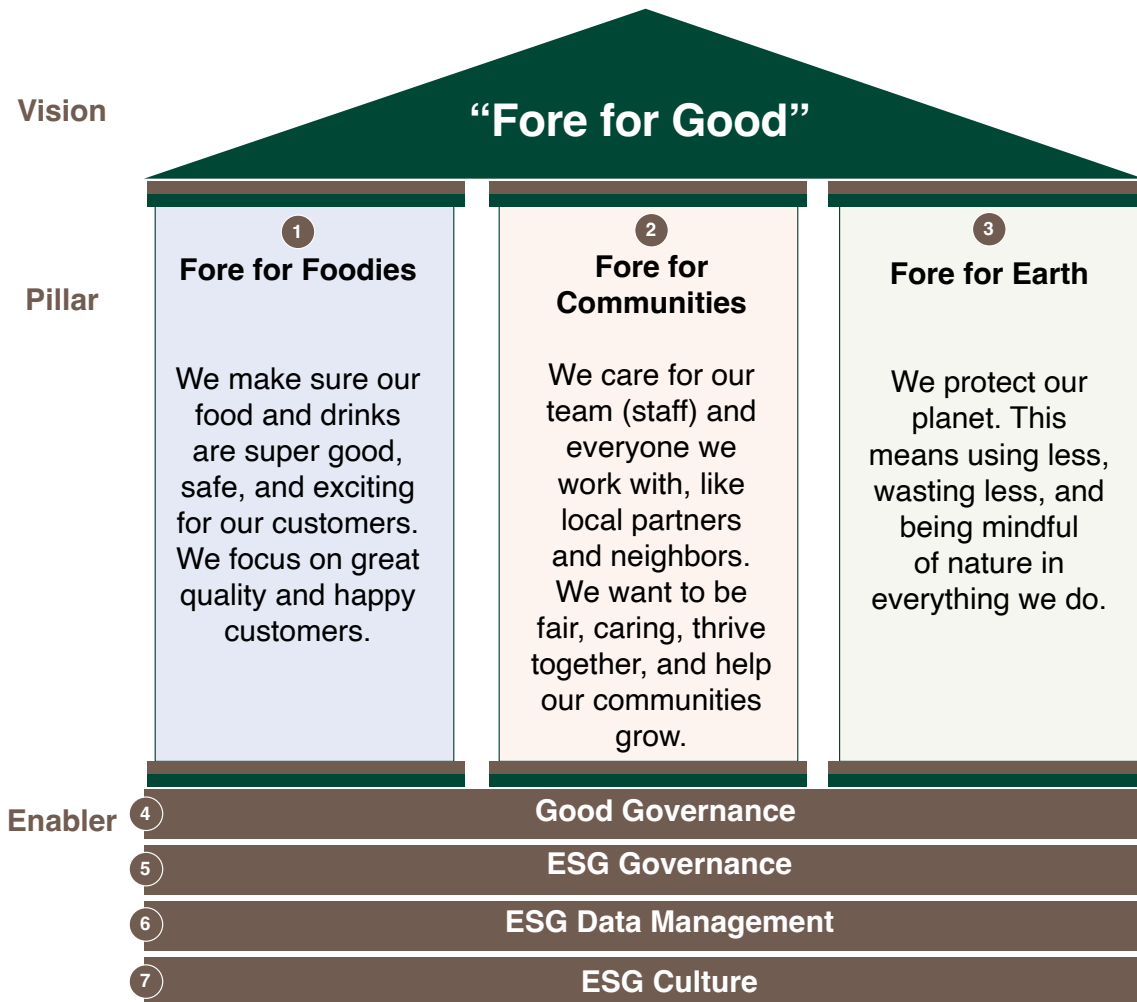 Vision
“Fore for Good”
Pillar
1
Fore for Foodies
We make sure our
food and drinks
are super good,
safe, and exciting
for our customers.
We focus on great
quality and happy
customers.
2
Fore for
Communities
We care for our
team (staff) and
everyone we
work with, like
local partners
and neighbors.
We want to be
fair, caring, thrive
together, and help
our communities
grow.
3
Fore for Earth
We protect our
planet. This
means using less,
wasting less, and
being mindful
of nature in
everything we do.
Enabler
4
Good Governance
5
ESG Governance
6
ESG Data Management
7
ESG Culture